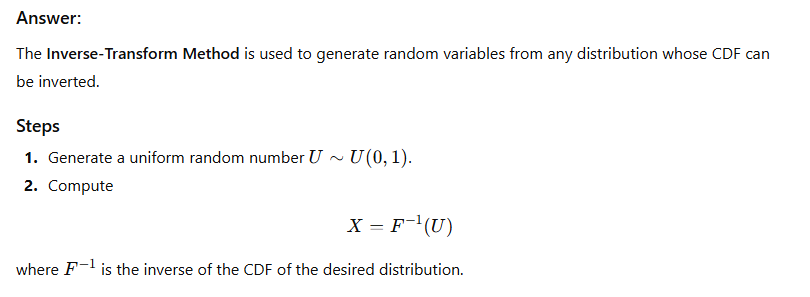 Answer:
The Inverse-Transform Method is used to generate random variables from any distribution whose CDF can
be inverted.
Steps
1. Generate a uniform random number U ∼ U(0, 1).
2. Compute
X = F⁻¹(U)
where F⁻¹ is the inverse of the CDF of the desired distribution.